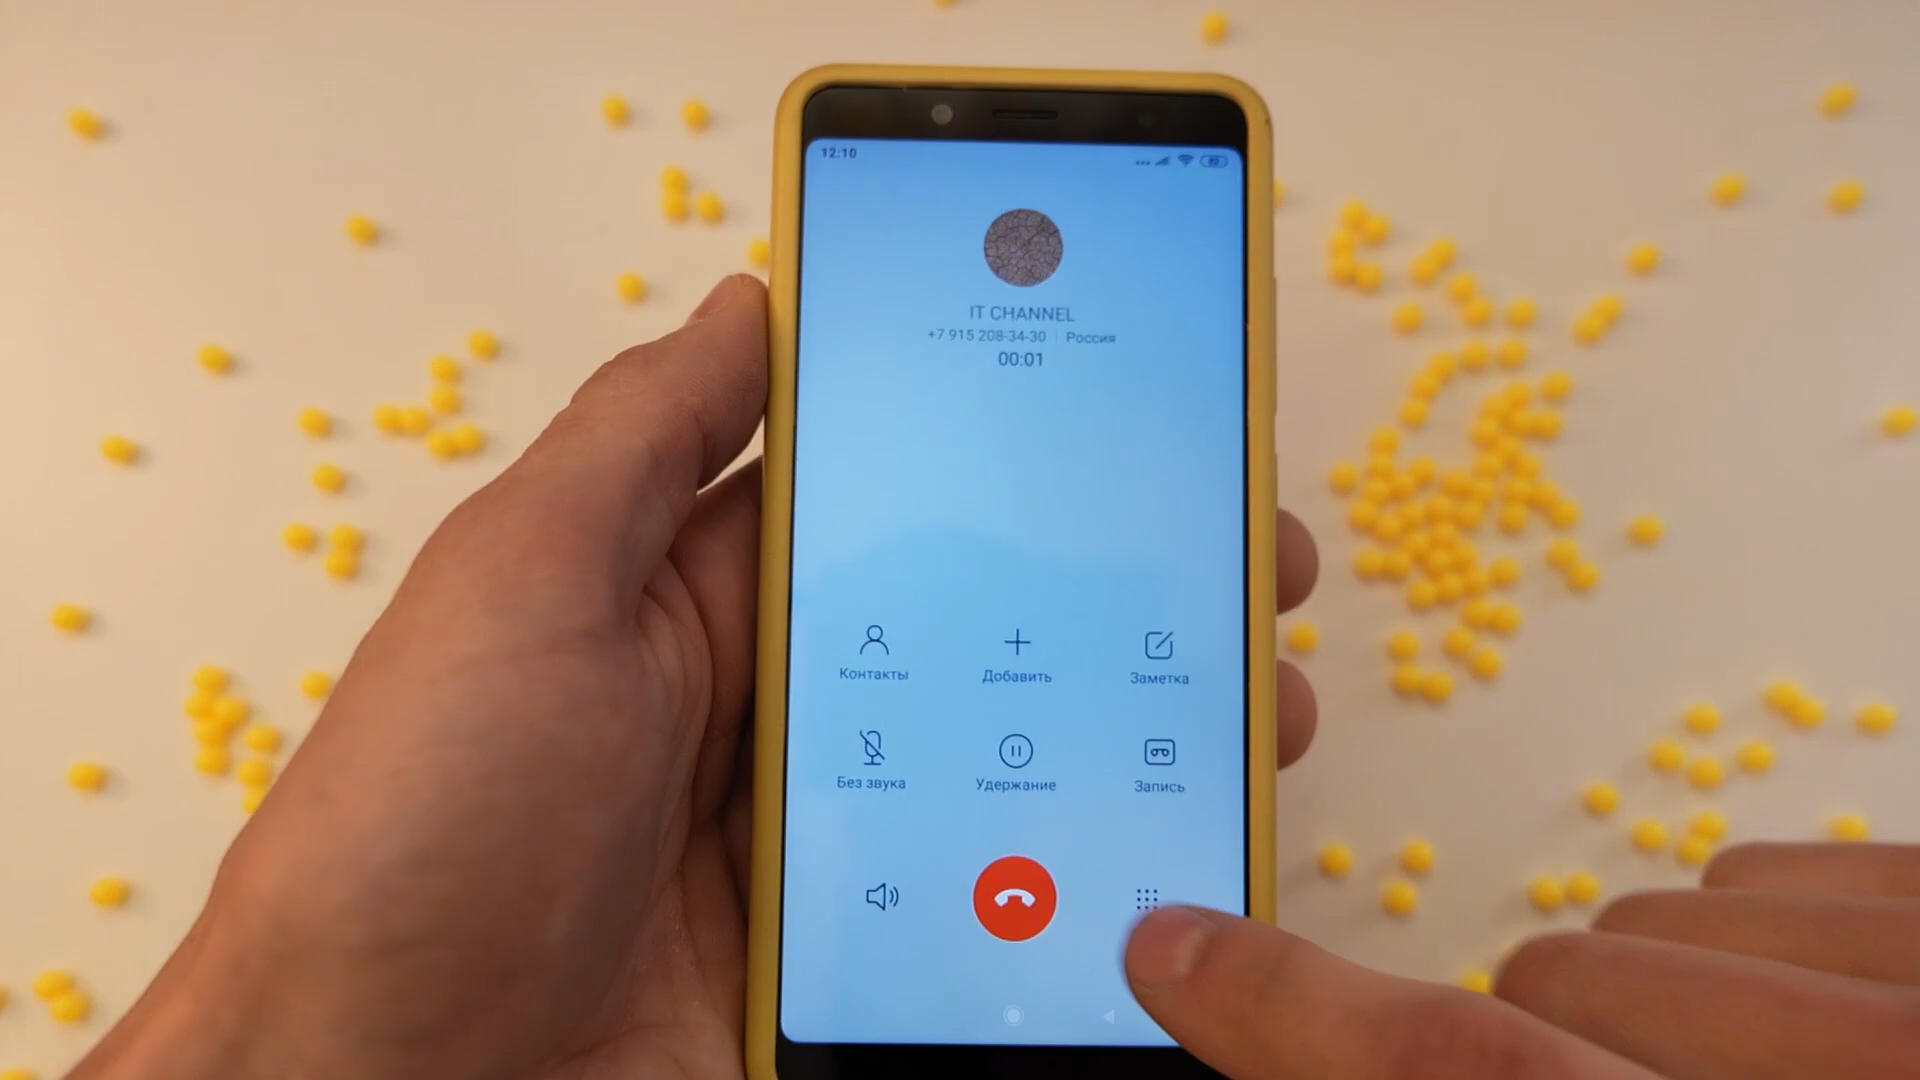 12:10
IT CHANNEL
+7 915 208-34-30 Россия
00:01
Контакты Добавить Заметка
Без звука Удержание Запись